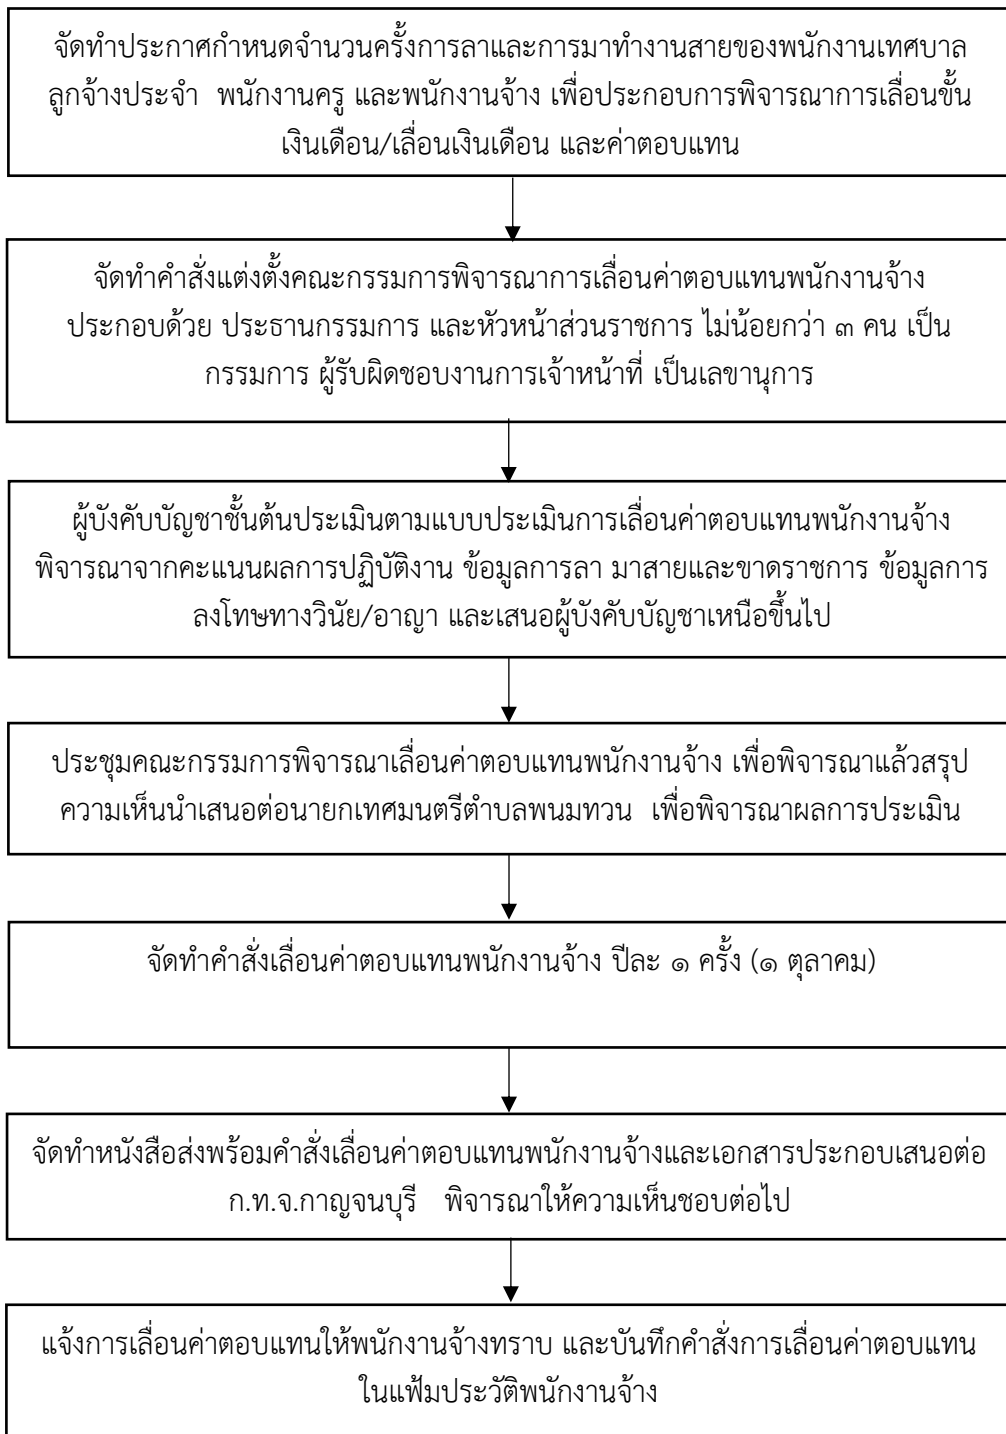 จัดทำประกาศกำหนดจำนวนครั้งการลาและการมาทำงานสายของพนักงานเทศบาล
ลูกจ้างประจำ พนักงานครู และพนักงานจ้าง เพื่อประกอบการพิจารณาการเลื่อนขั้น
เงินเดือน/เลื่อนเงินเดือน และค่าตอบแทน
จัดทำคำสั่งแต่งตั้งคณะกรรมการพิจารณาการเลื่อนค่าตอบแทนพนักงานจ้าง
ประกอบด้วย ประธานกรรมการ และหัวหน้าส่วนราชการ ไม่น้อยกว่า ๓ คน เป็น
กรรมการ ผู้รับผิดชอบงานการเจ้าหน้าที่ เป็นเลขานุการ
ผู้บังคับบัญชาชั้นต้นประเมินตามแบบประเมินการเลื่อนค่าตอบแทนพนักงานจ้าง
พิจารณาจากคะแนนผลการปฏิบัติงาน ข้อมูลการลา มาสายและขาดราชการ ข้อมูลการ
ลงโทษทางวินัย/อาญา และเสนอผู้บังคับบัญชาเหนือขึ้นไป
ประชุมคณะกรรมการพิจารณาเลื่อนค่าตอบแทนพนักงานจ้าง เพื่อพิจารณาแล้วสรุป
ความเห็นนำเสนอต่อนายกเทศมนตรีตำบลพนมทวน เพื่อพิจารณาผลการประเมิน
จัดทำคำสั่งเลื่อนค่าตอบแทนพนักงานจ้าง ปีละ ๑ ครั้ง (๑ ตุลาคม)
จัดทำหนังสือส่งพร้อมคำสั่งเลื่อนค่าตอบแทนพนักงานจ้างและเอกสารประกอบเสนอต่อ
ก.ท.จ.กาญจนบุรี พิจารณาให้ความเห็นชอบต่อไป
แจ้งการเลื่อนค่าตอบแทนให้พนักงานจ้างทราบ และบันทึกคำสั่งการเลื่อนค่าตอบแทน
ในแฟ้มประวัติพนักงานจ้าง